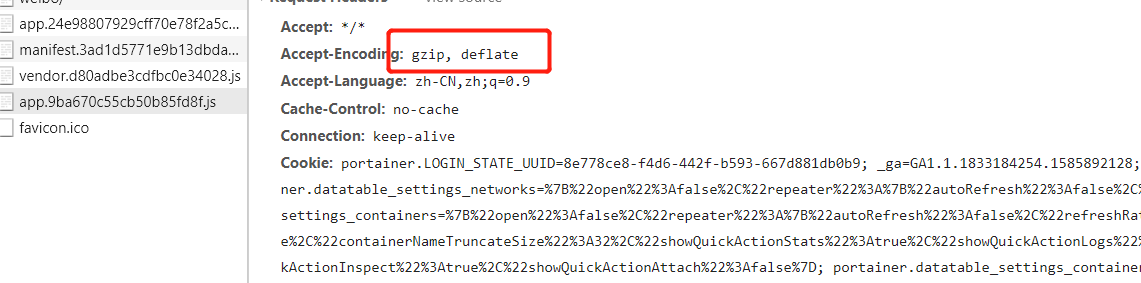 weibo/
app.24e98807929cff70e78f2a5c...
manifest.3ad1d5771e9b13dbda...
vendor.d80adbe3cdfbc0e34028.js
app.9ba670c55cb50b85fd8f.js
favicon.ico
Request Headers view source
Accept: */*
Accept-Encoding: gzip, deflate
Accept-Language: zh-CN,zh;q=0.9
Cache-Control: no-cache
Connection: keep-alive
Cookie: portainer.LOGIN_STATE_UUID=8e778ce8-f4d6-442f-b593-667d881db0b9; _ga=GA1.1.1833184254.1585892128;
ner.datatable_settings_networks=%7B%22open%22%3Afalse%2C%22repeater%22%3A%7B%22autoRefresh%22%3Afalse%2C%
settings_containers=%7B%22open%22%3Afalse%2C%22repeater%22%3A%7B%22autoRefresh%22%3Afalse%2C%22refreshRa
e%2C%22containerNameTruncateSize%22%3A32%2C%22showQuickActionStats%22%3Atrue%2C%22showQuickActionLogs%22%
kActionInspect%22%3Atrue%2C%22showQuickActionAttach%22%3Afalse%7D; portainer.datatable_settings_containe